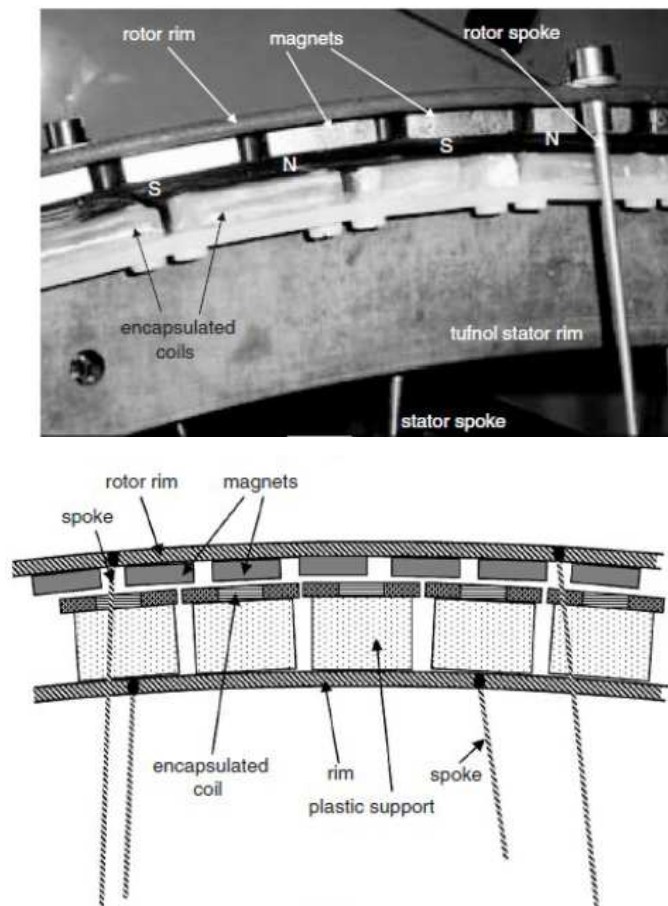 rotor rim
magnets
rotor spoke
S
N
S
N
encapsulated
coils
tufnol stator rim
stator spoke
rotor rim
magnets
spoke
encapsulated
coil
rim
spoke
plastic support